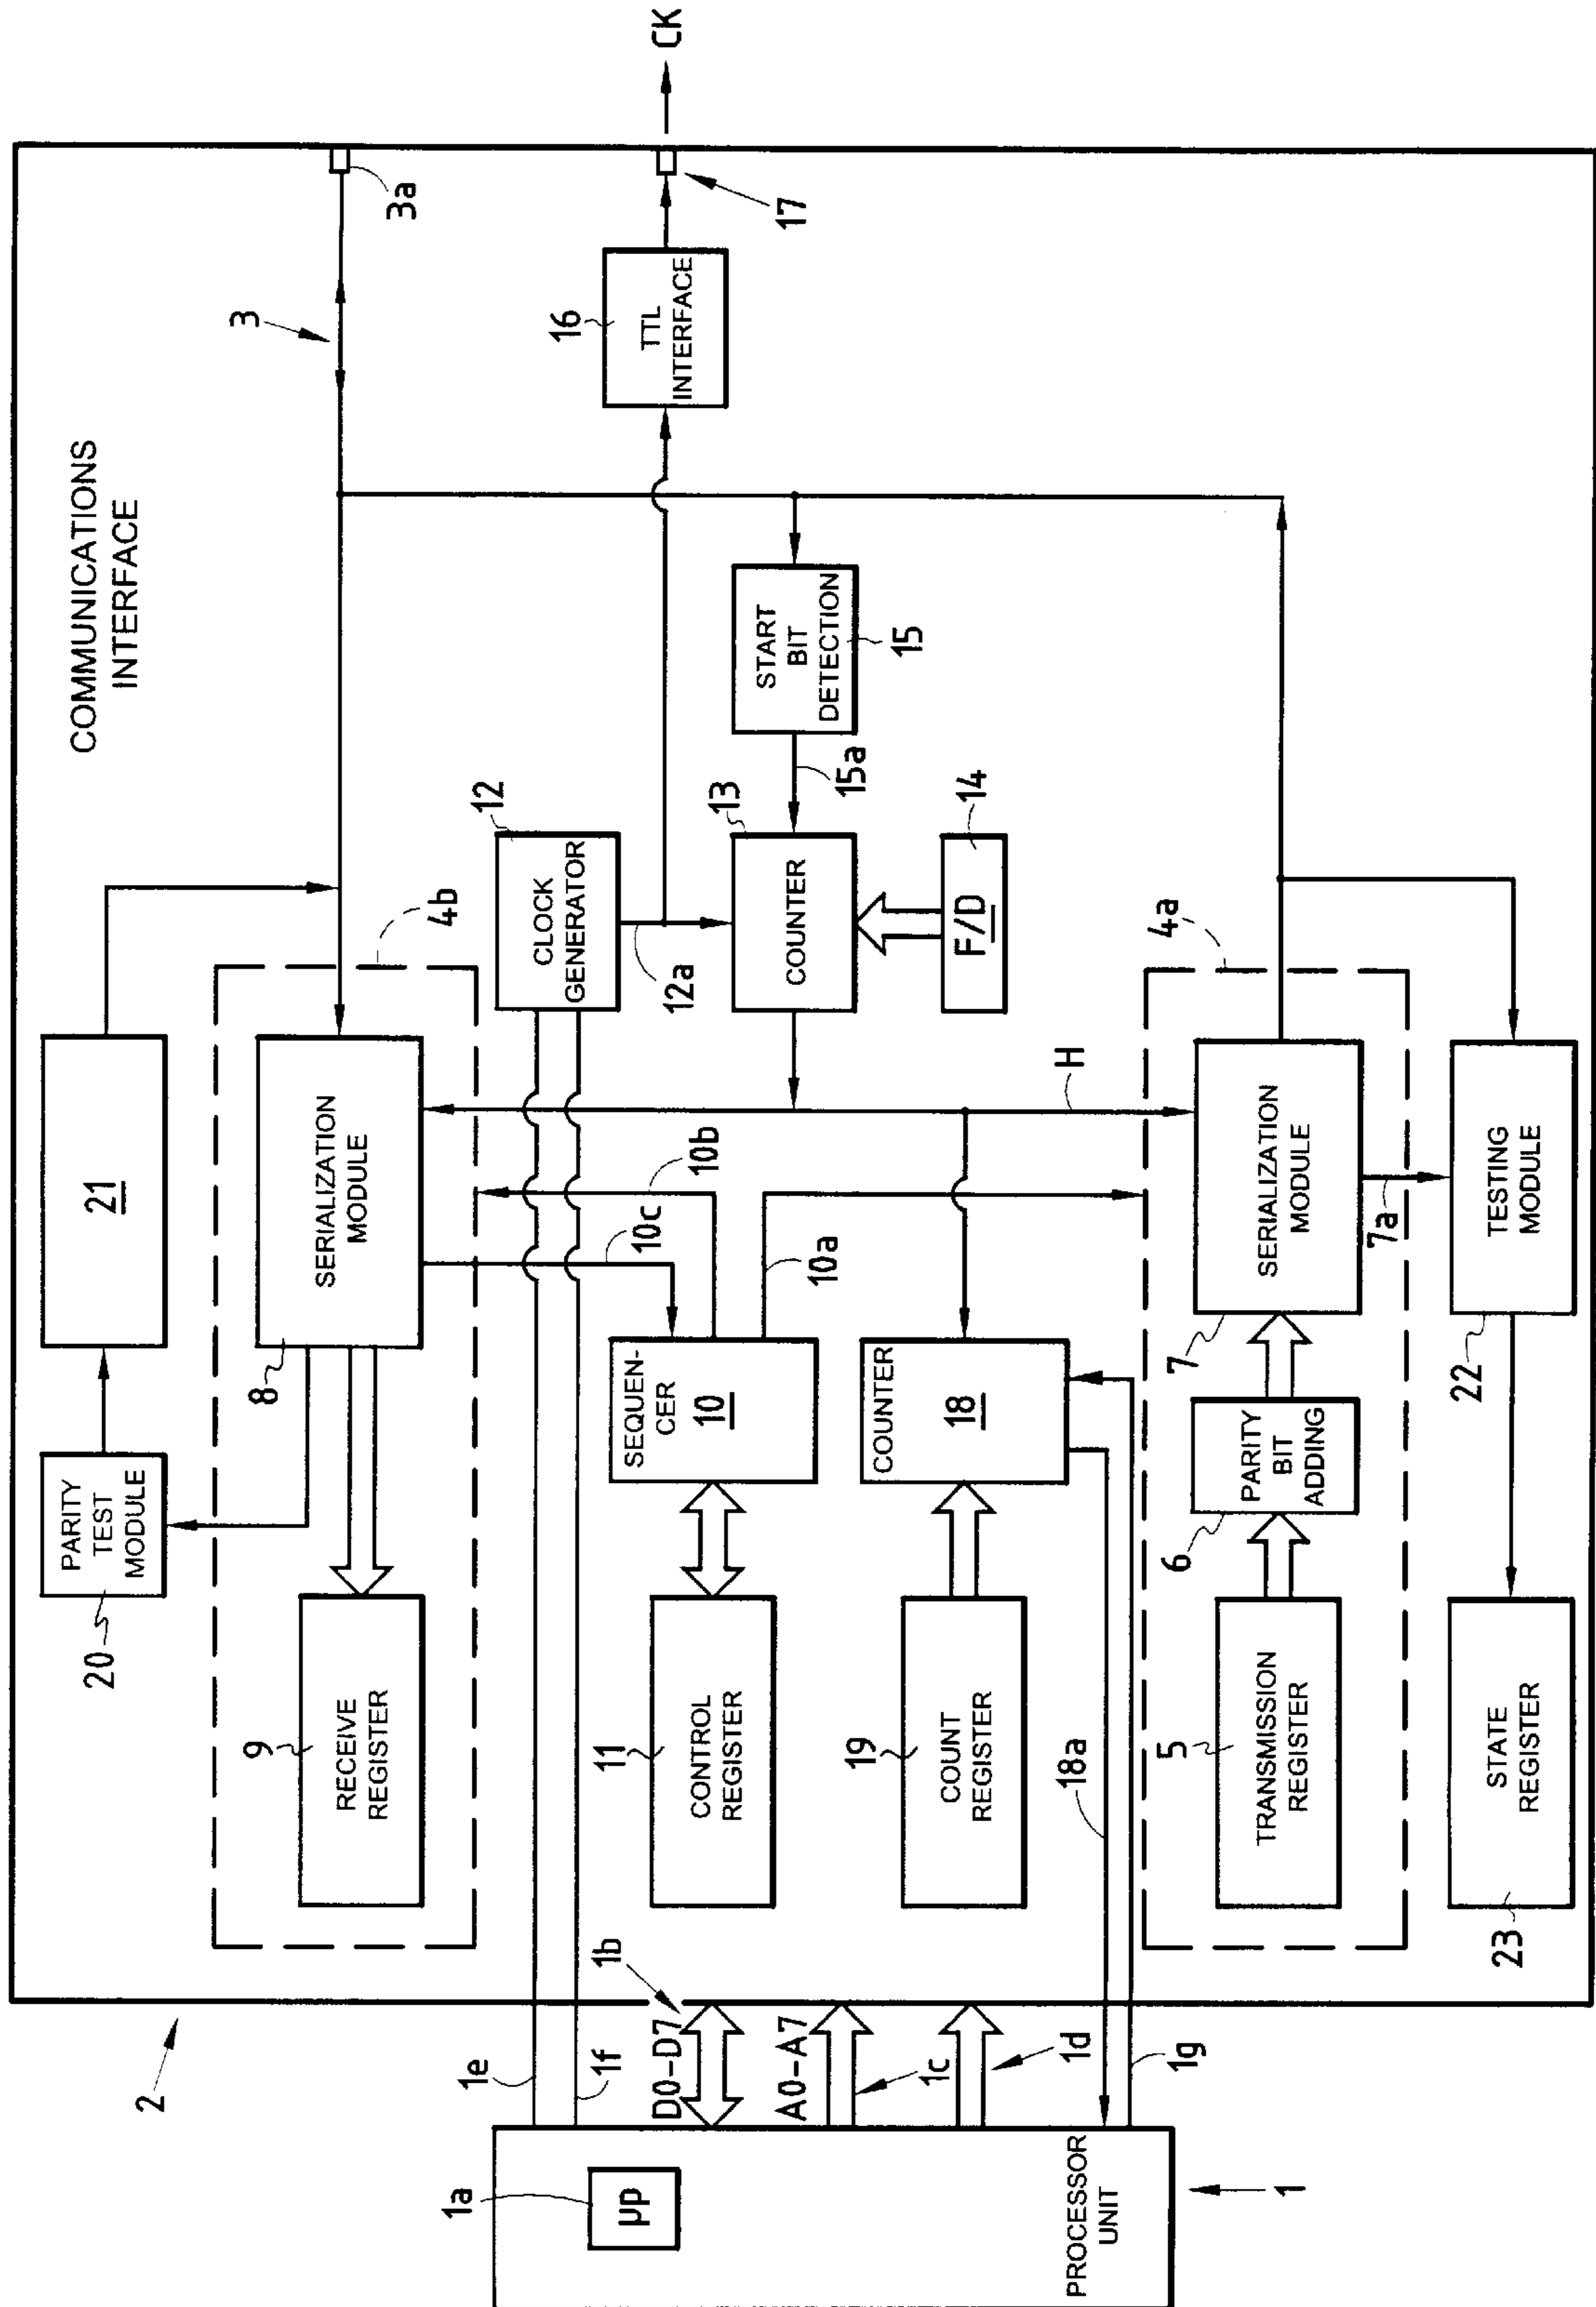 COMMUNICATIONS
INTERFACE
2
21
20
PARITY
TEST
MODULE
3
3a
4b
8
SERIALIZATION
MODULE
9
RECEIVE
REGISTER
12
CLOCK
GENERATOR
12a
16
TTL
INTERFACE
17
CK
10c
10b
10a
SEQUEN-
CER
10
11
CONTROL
REGISTER
13
COUNTER
15a
START
BIT
DETECTION
15
14
F/D
H
COUNTER
18
19
COUNT
REGISTER
18a
4a
5
TRANSMISSION
REGISTER
6
PARITY
BIT
ADDING
7
SERIALIZATION
MODULE
7a
22
TESTING
MODULE
23
STATE
REGISTER
1a
µP
PROCESSOR
UNIT
1
1e
1f
D0-D7
1b
A0-A7
1c
1d
1g